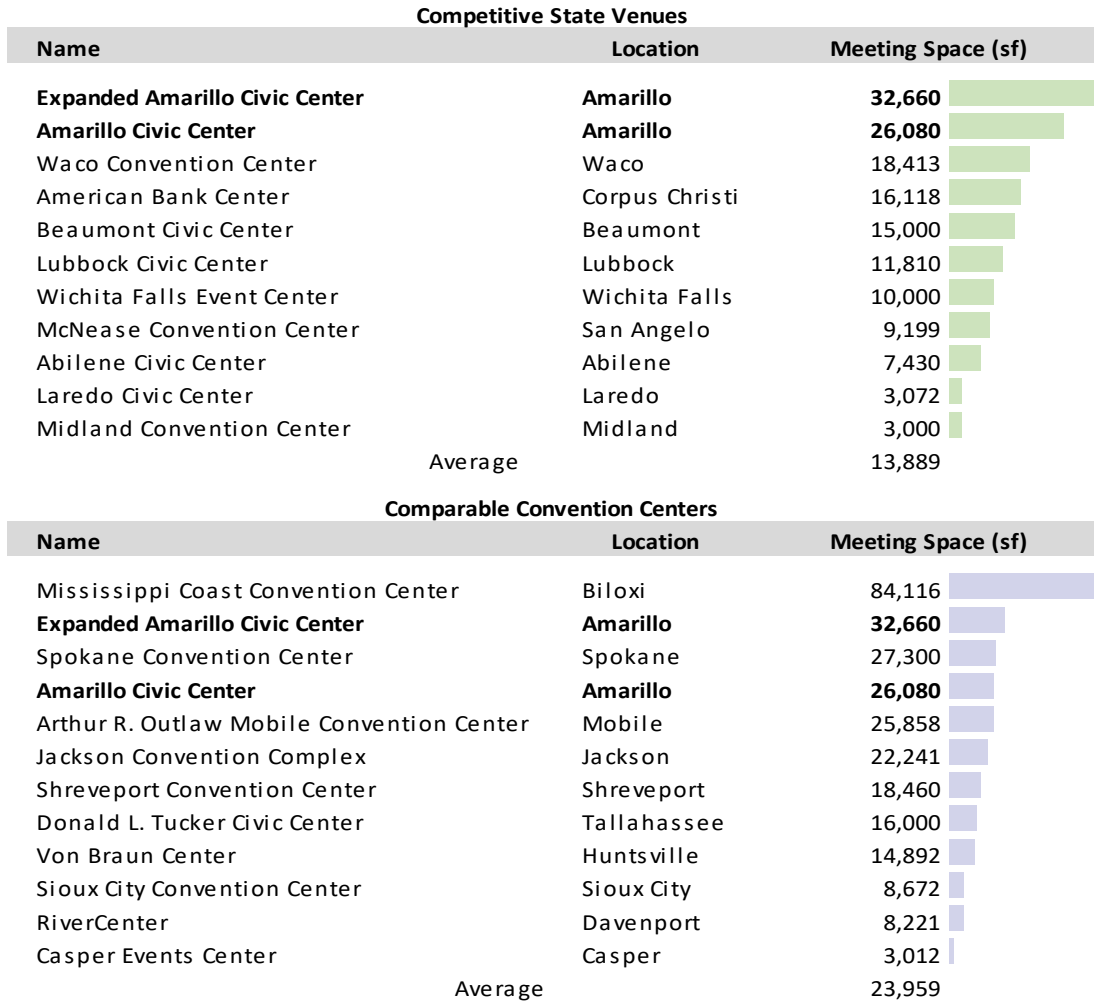 Competitive State Venues
Name Location Meeting Space (sf)
Expanded Amarillo Civic Center Amarillo 32,660
Amarillo Civic Center Amarillo 26,080
Waco Convention Center Waco 18,413
American Bank Center Corpus Christi 16,118
Beaumont Civic Center Beaumont 15,000
Lubbock Civic Center Lubbock 11,810
Wichita Falls Event Center Wichita Falls 10,000
McNease Convention Center San Angelo 9,199
Abilene Civic Center Abilene 7,430
Laredo Civic Center Laredo 3,072
Midland Convention Center Midland 3,000
Average 13,889
Comparable Convention Centers
Name Location Meeting Space (sf)
Mississippi Coast Convention Center Biloxi 84,116
Expanded Amarillo Civic Center Amarillo 32,660
Spokane Convention Center Spokane 27,300
Amarillo Civic Center Amarillo 26,080
Arthur R. Outlaw Mobile Convention Center Mobile 25,858
Jackson Convention Complex Jackson 22,241
Shreveport Convention Center Shreveport 18,460
Donald L. Tucker Civic Center Tallahassee 16,000
Von Braun Center Huntsville 14,892
Sioux City Convention Center Sioux City 8,672
RiverCenter Davenport 8,221
Casper Events Center Casper 3,012
Average 23,959